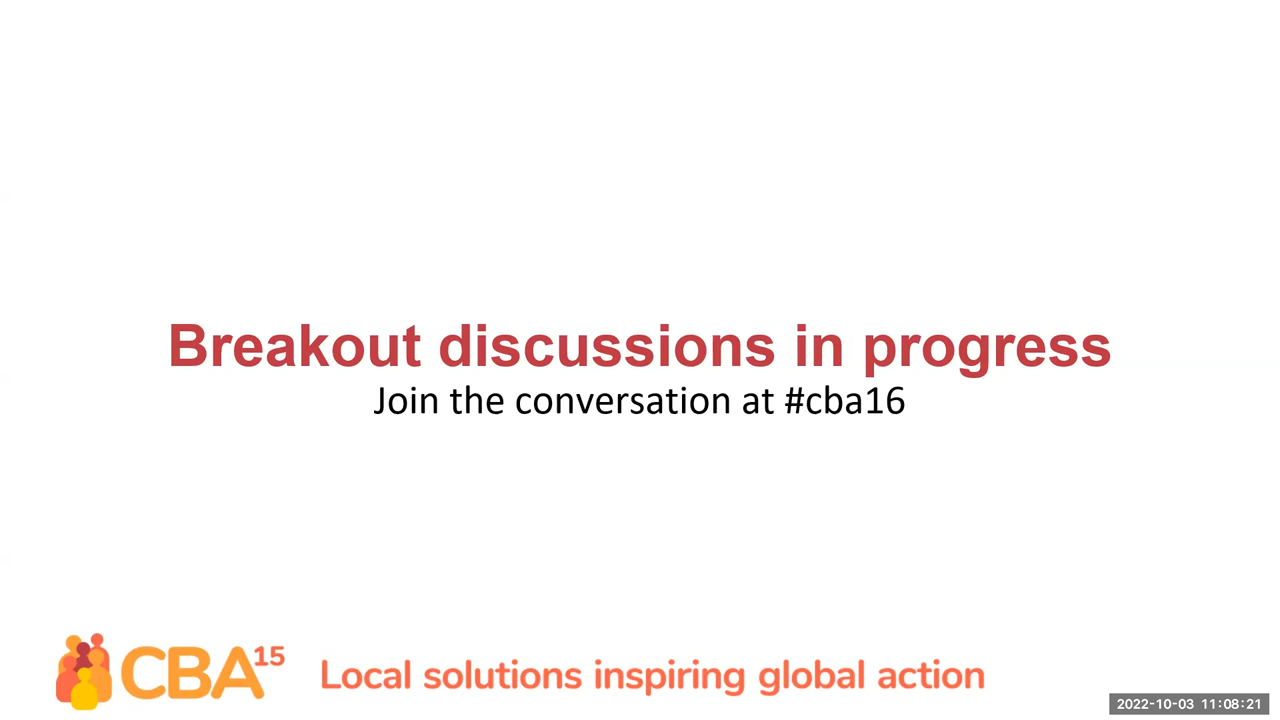 Breakout discussions in progress
Join the conversation at #cba16
CBA15
Local solutions inspiring global action
2022-10-03 11:08:21